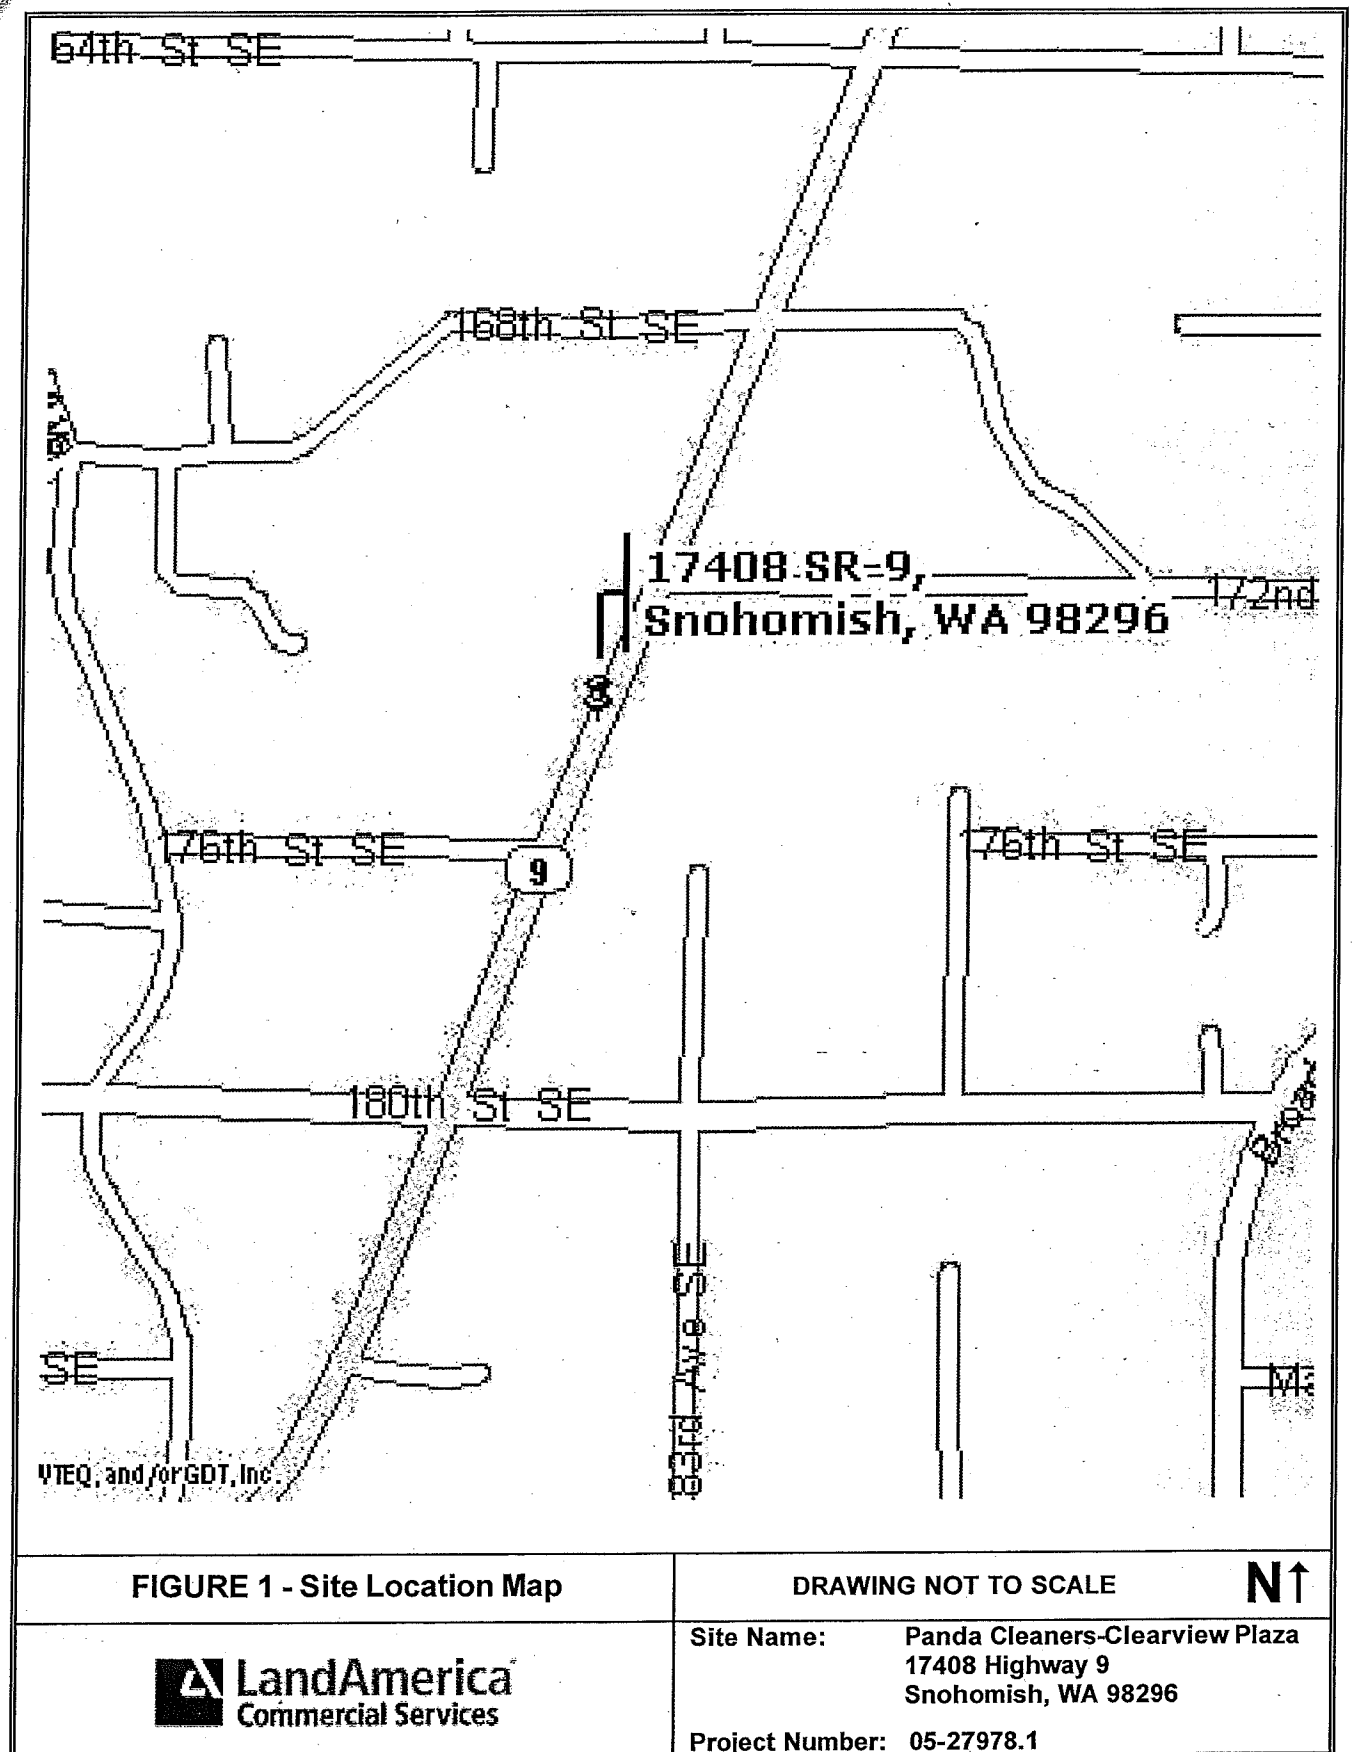 64th St SE
168th St SE
17408 SR-9,
Snohomish, WA 98296
172nd
176th St SE
76th St SE
9
180th St SE
83rd Ave SE
SE
VTEQ, and/or GDT, Inc.
FIGURE 1 - Site Location Map
DRAWING NOT TO SCALE
N↑
LandAmerica
Commercial Services
Site Name: Panda Cleaners-Clearview Plaza
17408 Highway 9
Snohomish, WA 98296
Project Number: 05-27978.1